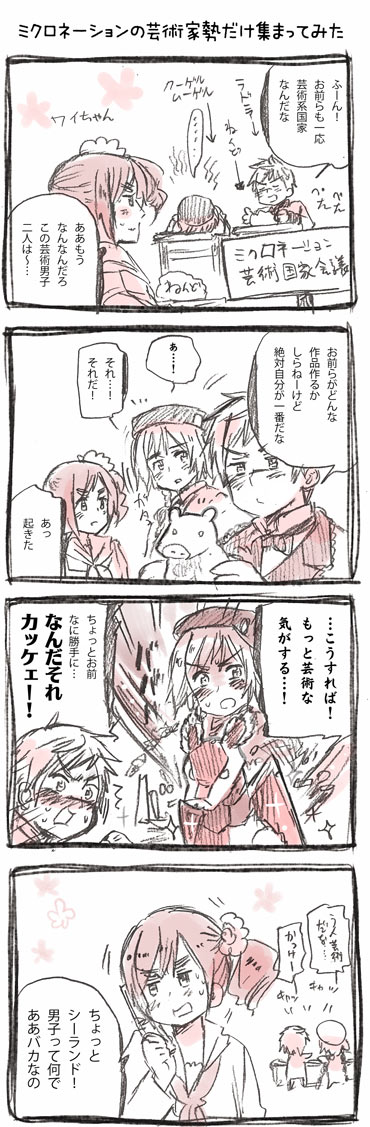 ミクロネーションの芸術家勢だけ集まってみた
ふーん！
お前らも一応
芸術系国家
なんだな
ラドニア
ねんど
クーゲル
ムーゲル
ワイちゃん
ぺた
ぺた
ミクロネーション
芸術国家会議
ねんど
ああもう
なんなんだろ
この芸術男子
二人は～…
お前らがどんな
作品作るか
しらねーけど
絶対自分が一番だな
ぁ…！
それ…！
それだ！
あっ
起きた
…こうすれば！
もっと芸術な
気がする…！
ちょっとお前
なに勝手に…
なんだそれ
カッケェー！！
うん芸術
だな…
かっけー
キャッ
キャッ
ちょっと
シーランド！
男子って何で
ああバカなの